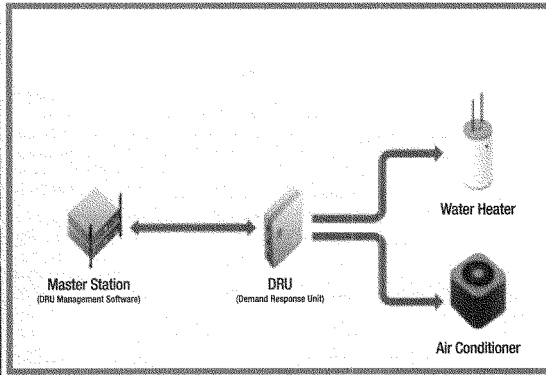 Water Heater
Master Station
(DRU Management Software)
DRU
(Demand Response Unit)
Air Conditioner